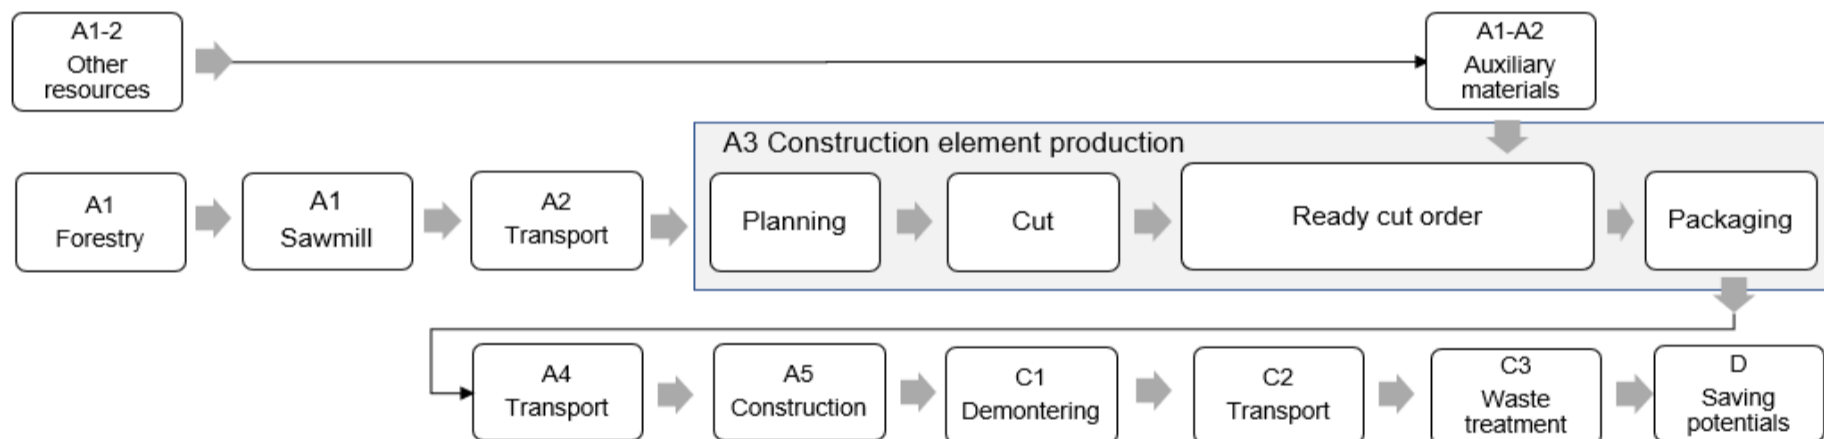 A1-2
Other
resources
A1-A2
Auxiliary
materials
A3 Construction element production
A1
Forestry
A1
Sawmill
A2
Transport
Planning
Cut
Ready cut order
Packaging
A4
Transport
A5
Construction
C1
Demontering
C2
Transport
C3
Waste
treatment
D
Saving
potentials